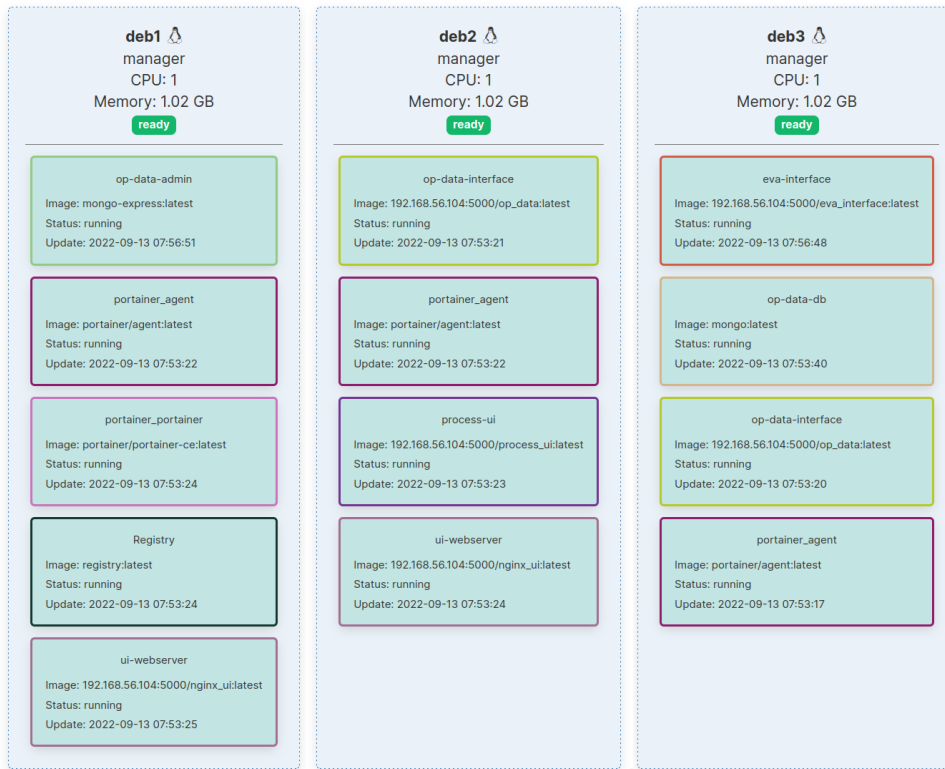 deb1
manager
CPU: 1
Memory: 1.02 GB
ready
op-data-admin
Image: mongo-express:latest
Status: running
Update: 2022-09-13 07:56:51
portainer_agent
Image: portainer/agent:latest
Status: running
Update: 2022-09-13 07:53:22
portainer_portainer
Image: portainer/portainer-ce:latest
Status: running
Update: 2022-09-13 07:53:24
Registry
Image: registry:latest
Status: running
Update: 2022-09-13 07:53:24
ui-webserver
Image: 192.168.56.104:5000/nginx_ui:latest
Status: running
Update: 2022-09-13 07:53:25
deb2
manager
CPU: 1
Memory: 1.02 GB
ready
op-data-interface
Image: 192.168.56.104:5000/op_data:latest
Status: running
Update: 2022-09-13 07:53:21
portainer_agent
Image: portainer/agent:latest
Status: running
Update: 2022-09-13 07:53:22
process-ui
Image: 192.168.56.104:5000/process_ui:latest
Status: running
Update: 2022-09-13 07:53:23
ui-webserver
Image: 192.168.56.104:5000/nginx_ui:latest
Status: running
Update: 2022-09-13 07:53:24
deb3
manager
CPU: 1
Memory: 1.02 GB
ready
eva-interface
Image: 192.168.56.104:5000/eva_interface:latest
Status: running
Update: 2022-09-13 07:56:48
op-data-db
Image: mongo:latest
Status: running
Update: 2022-09-13 07:53:40
op-data-interface
Image: 192.168.56.104:5000/op_data:latest
Status: running
Update: 2022-09-13 07:53:20
portainer_agent
Image: portainer/agent:latest
Status: running
Update: 2022-09-13 07:53:17